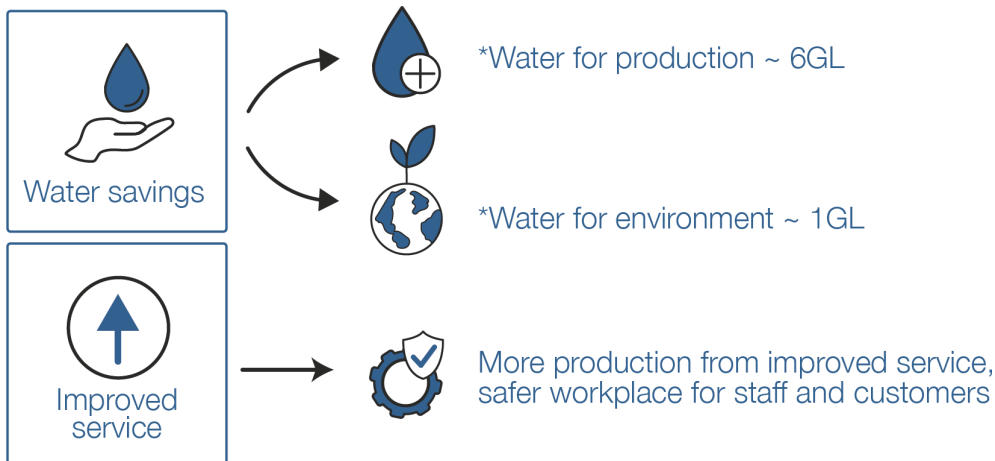 *Water for production ~ 6GL
Water savings
*Water for environment ~ 1GL
Improved
service
More production from improved service,
safer workplace for staff and customers